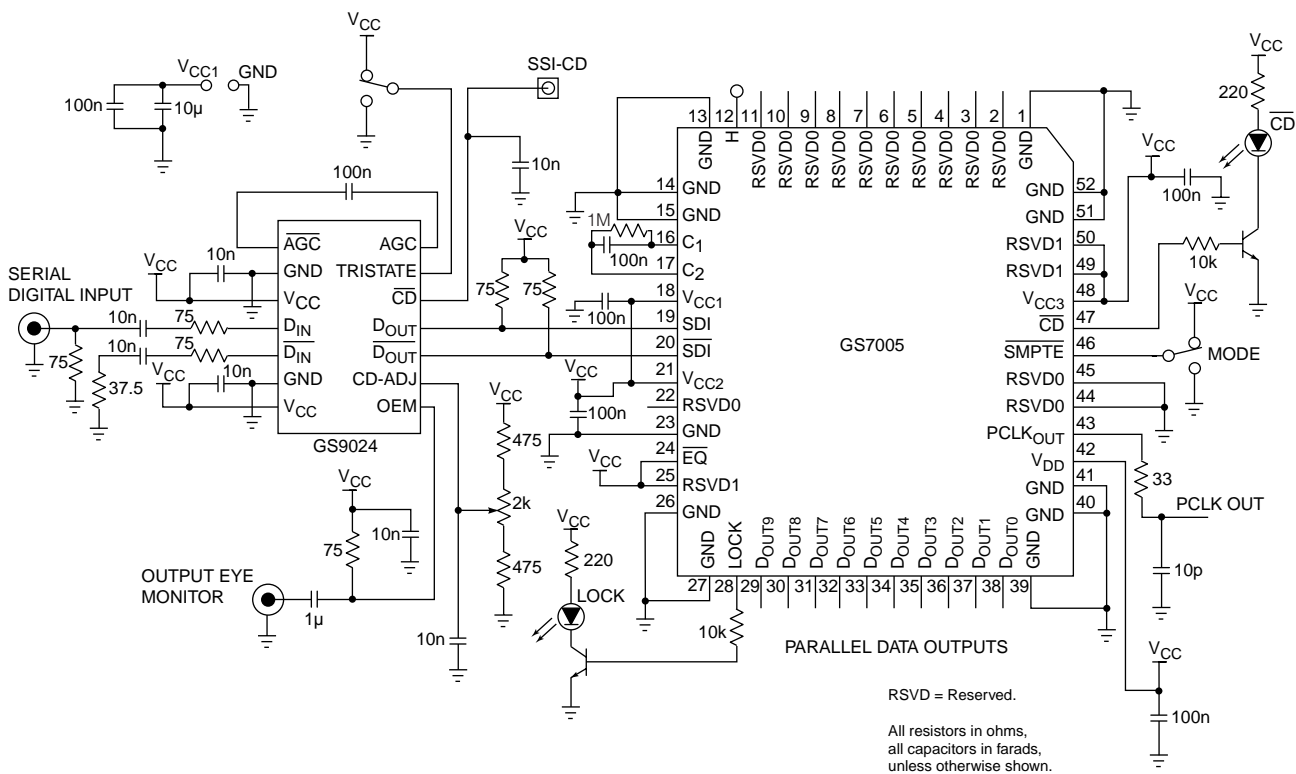 VCC
SSI-CD
VCC1
GND
100n
10µ
10n
100n
AGC
AGC
GND
TRISTATE
VCC
CD
DIN
DOUT
DIN
DOUT
GND
CD-ADJ
VCC
OEM
GS9024
VCC
10n
SERIAL
DIGITAL INPUT
10n
75
10n
75
75
37.5
VCC
10n
VCC
75
75
VCC
475
2k
475
10n
VCC
75
10n
OUTPUT EYE
MONITOR
1µ
VCC
220
LOCK
10k
1M
100n
100n
VCC
100n
VCC
13 12 11 10 9 8 7 6 5 4 3 2 1
GND
H
RSVD0
RSVD0
RSVD0
RSVD0
RSVD0
RSVD0
RSVD0
RSVD0
RSVD0
RSVD0
GND
14 GND
15 GND
16 C1
17 C2
18 VCC1
19 SDI
20 SDI
21 VCC2
22 RSVD0
23 GND
24 EQ
25 RSVD1
26 GND
GS7005
GND 52
GND 51
RSVD1 50
RSVD1 49
VCC3 48
CD 47
SMPTE 46
RSVD0 45
RSVD0 44
PCLKOUT 43
VDD 42
GND 41
GND 40
GND
LOCK
DOUT9
DOUT8
DOUT7
DOUT6
DOUT5
DOUT4
DOUT3
DOUT2
DOUT1
DOUT0
GND
27 28 29 30 31 32 33 34 35 36 37 38 39
PARALLEL DATA OUTPUTS
VCC
220
CD
VCC
100n
10k
VCC
MODE
33
PCLK OUT
10p
VCC
100n
RSVD = Reserved.
All resistors in ohms,
all capacitors in farads,
unless otherwise shown.